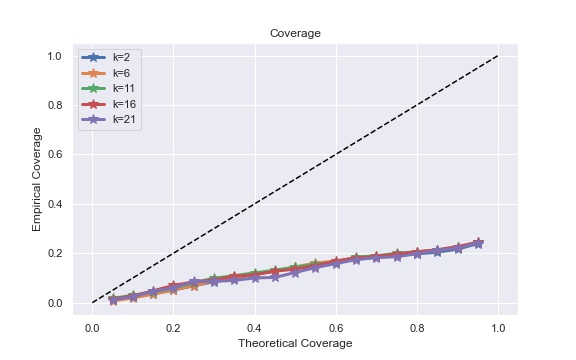 Coverage
1.0
0.8
0.6
0.4
0.2
0.0
Empirical Coverage
k=2
k=6
k=11
k=16
k=21
0.0 0.2 0.4 0.6 0.8 1.0
Theoretical Coverage